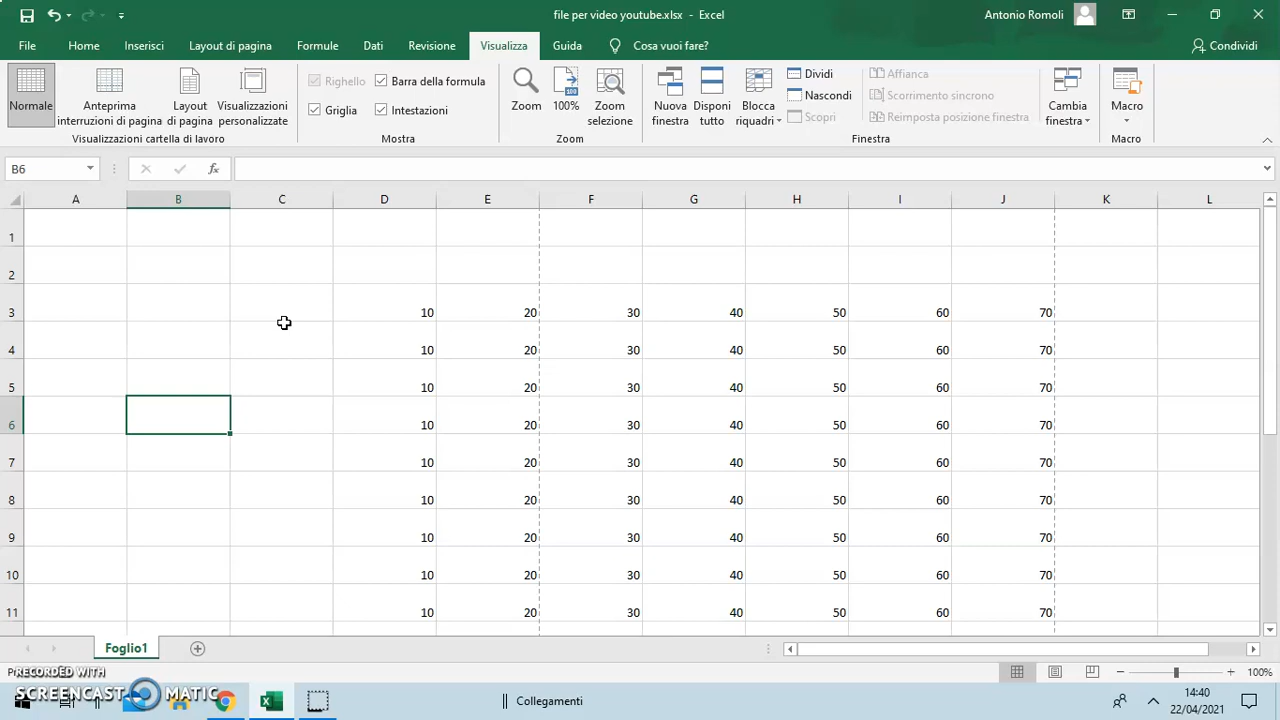 file per video youtube.xlsx - Excel
Antonio Romoli
File Home Inserisci Layout di pagina Formule Dati Revisione Visualizza Guida Cosa vuoi fare? Condividi
Normale
Anteprima interruzioni di pagina
Layout di pagina
Visualizzazioni personalizzate
Visualizzazioni cartella di lavoro
Righello
Barra della formula
Griglia
Intestazioni
Mostra
Zoom
100%
Zoom selezione
Zoom
Nuova finestra
Disponi tutto
Blocca riquadri
Dividi
Nascondi
Scopri
Affianca
Scorrimento sincrono
Reimposta posizione finestra
Cambia finestra
Finestra
Macro
Macro
B6 fx
A B C D E F G H I J K L
1
2
3 10 20 30 40 50 60 70
4 10 20 30 40 50 60 70
5 10 20 30 40 50 60 70
6 10 20 30 40 50 60 70
7 10 20 30 40 50 60 70
8 10 20 30 40 50 60 70
9 10 20 30 40 50 60 70
10 10 20 30 40 50 60 70
11 10 20 30 40 50 60 70
Foglio1
100%
RECORDED WITH
SCREENCAST MATIC
Collegamenti
14:40
22/04/2021